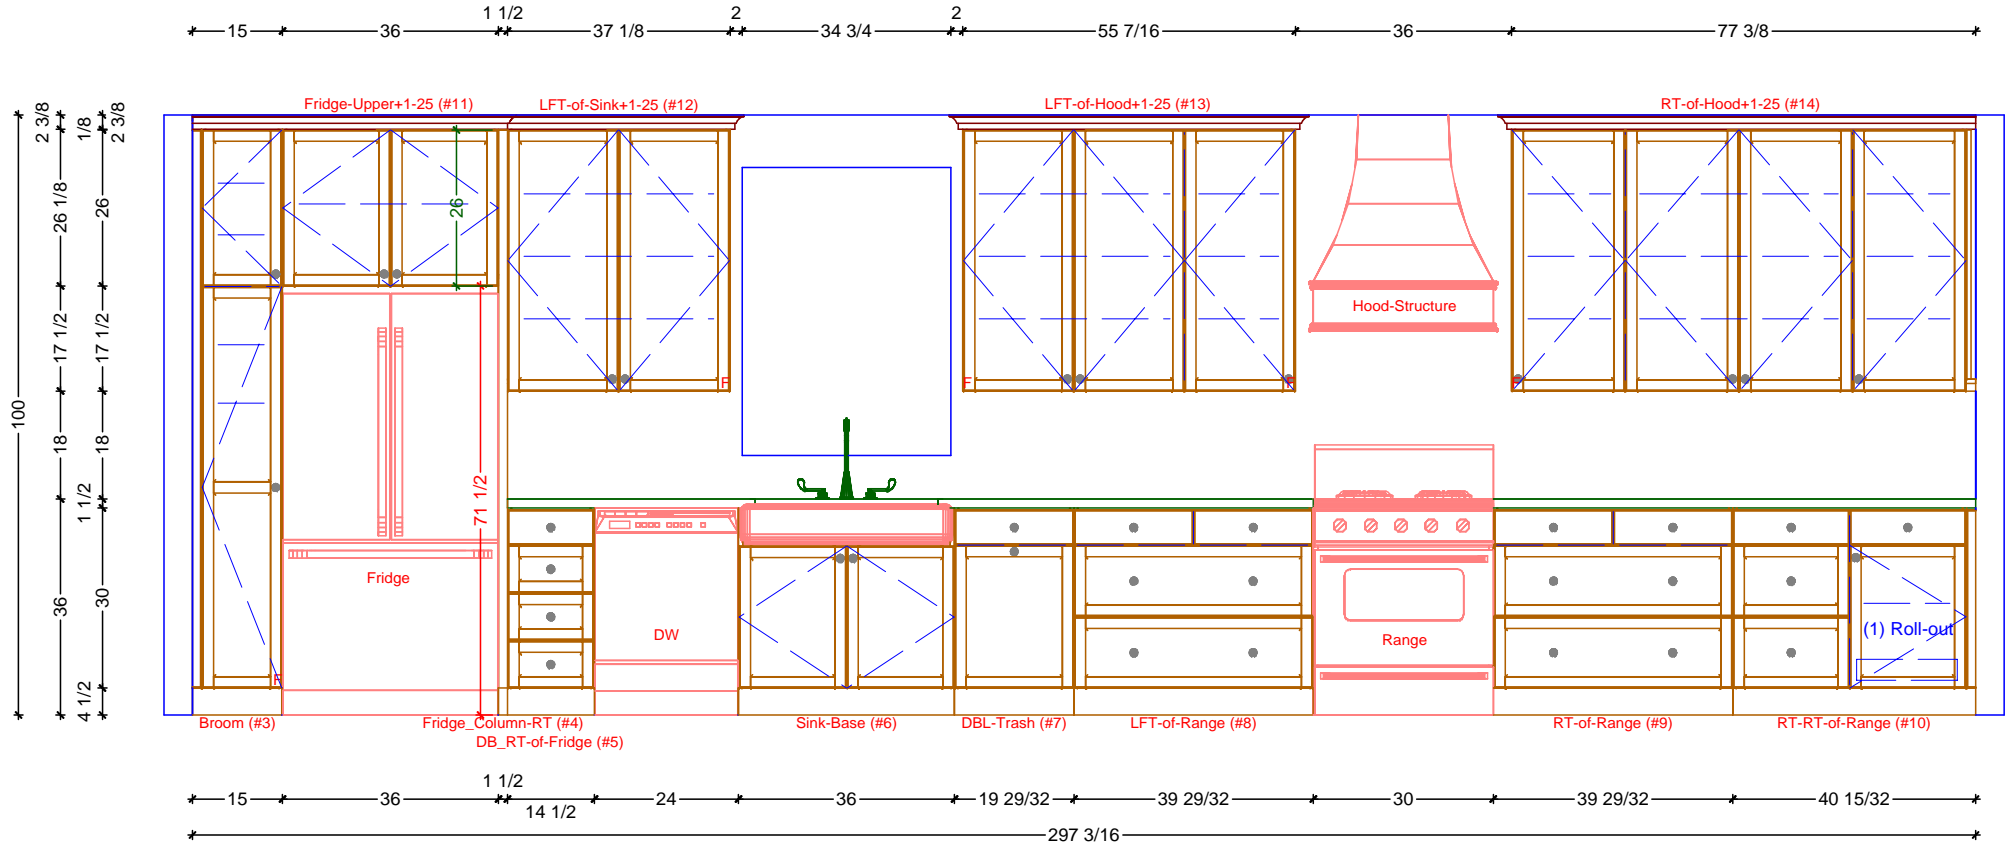 1 1/2 2 2
15 36 37 1/8 34 3/4 55 7/16 36 77 3/8
Fridge-Upper+1-25 (#11) LFT-of-Sink+1-25 (#12) LFT-of-Hood+1-25 (#13) RT-of-Hood+1-25 (#14)
2 3/8 1/8 2 3/8
26 1/8 26 26
Hood-Structure
17 1/2 17 1/2
F F F F
100
18 18
71 1/2
1 1/2
Fridge
36 30
DW Range (1) Roll-out
F
4 1/2
Broom (#3) Fridge_Column-RT (#4) Sink-Base (#6) DBL-Trash (#7) LFT-of-Range (#8) RT-of-Range (#9) RT-RT-of-Range (#10)
DB_RT-of-Fridge (#5)
1 1/2
15 36 24 36 19 29/32 39 29/32 30 39 29/32 40 15/32
14 1/2
297 3/16